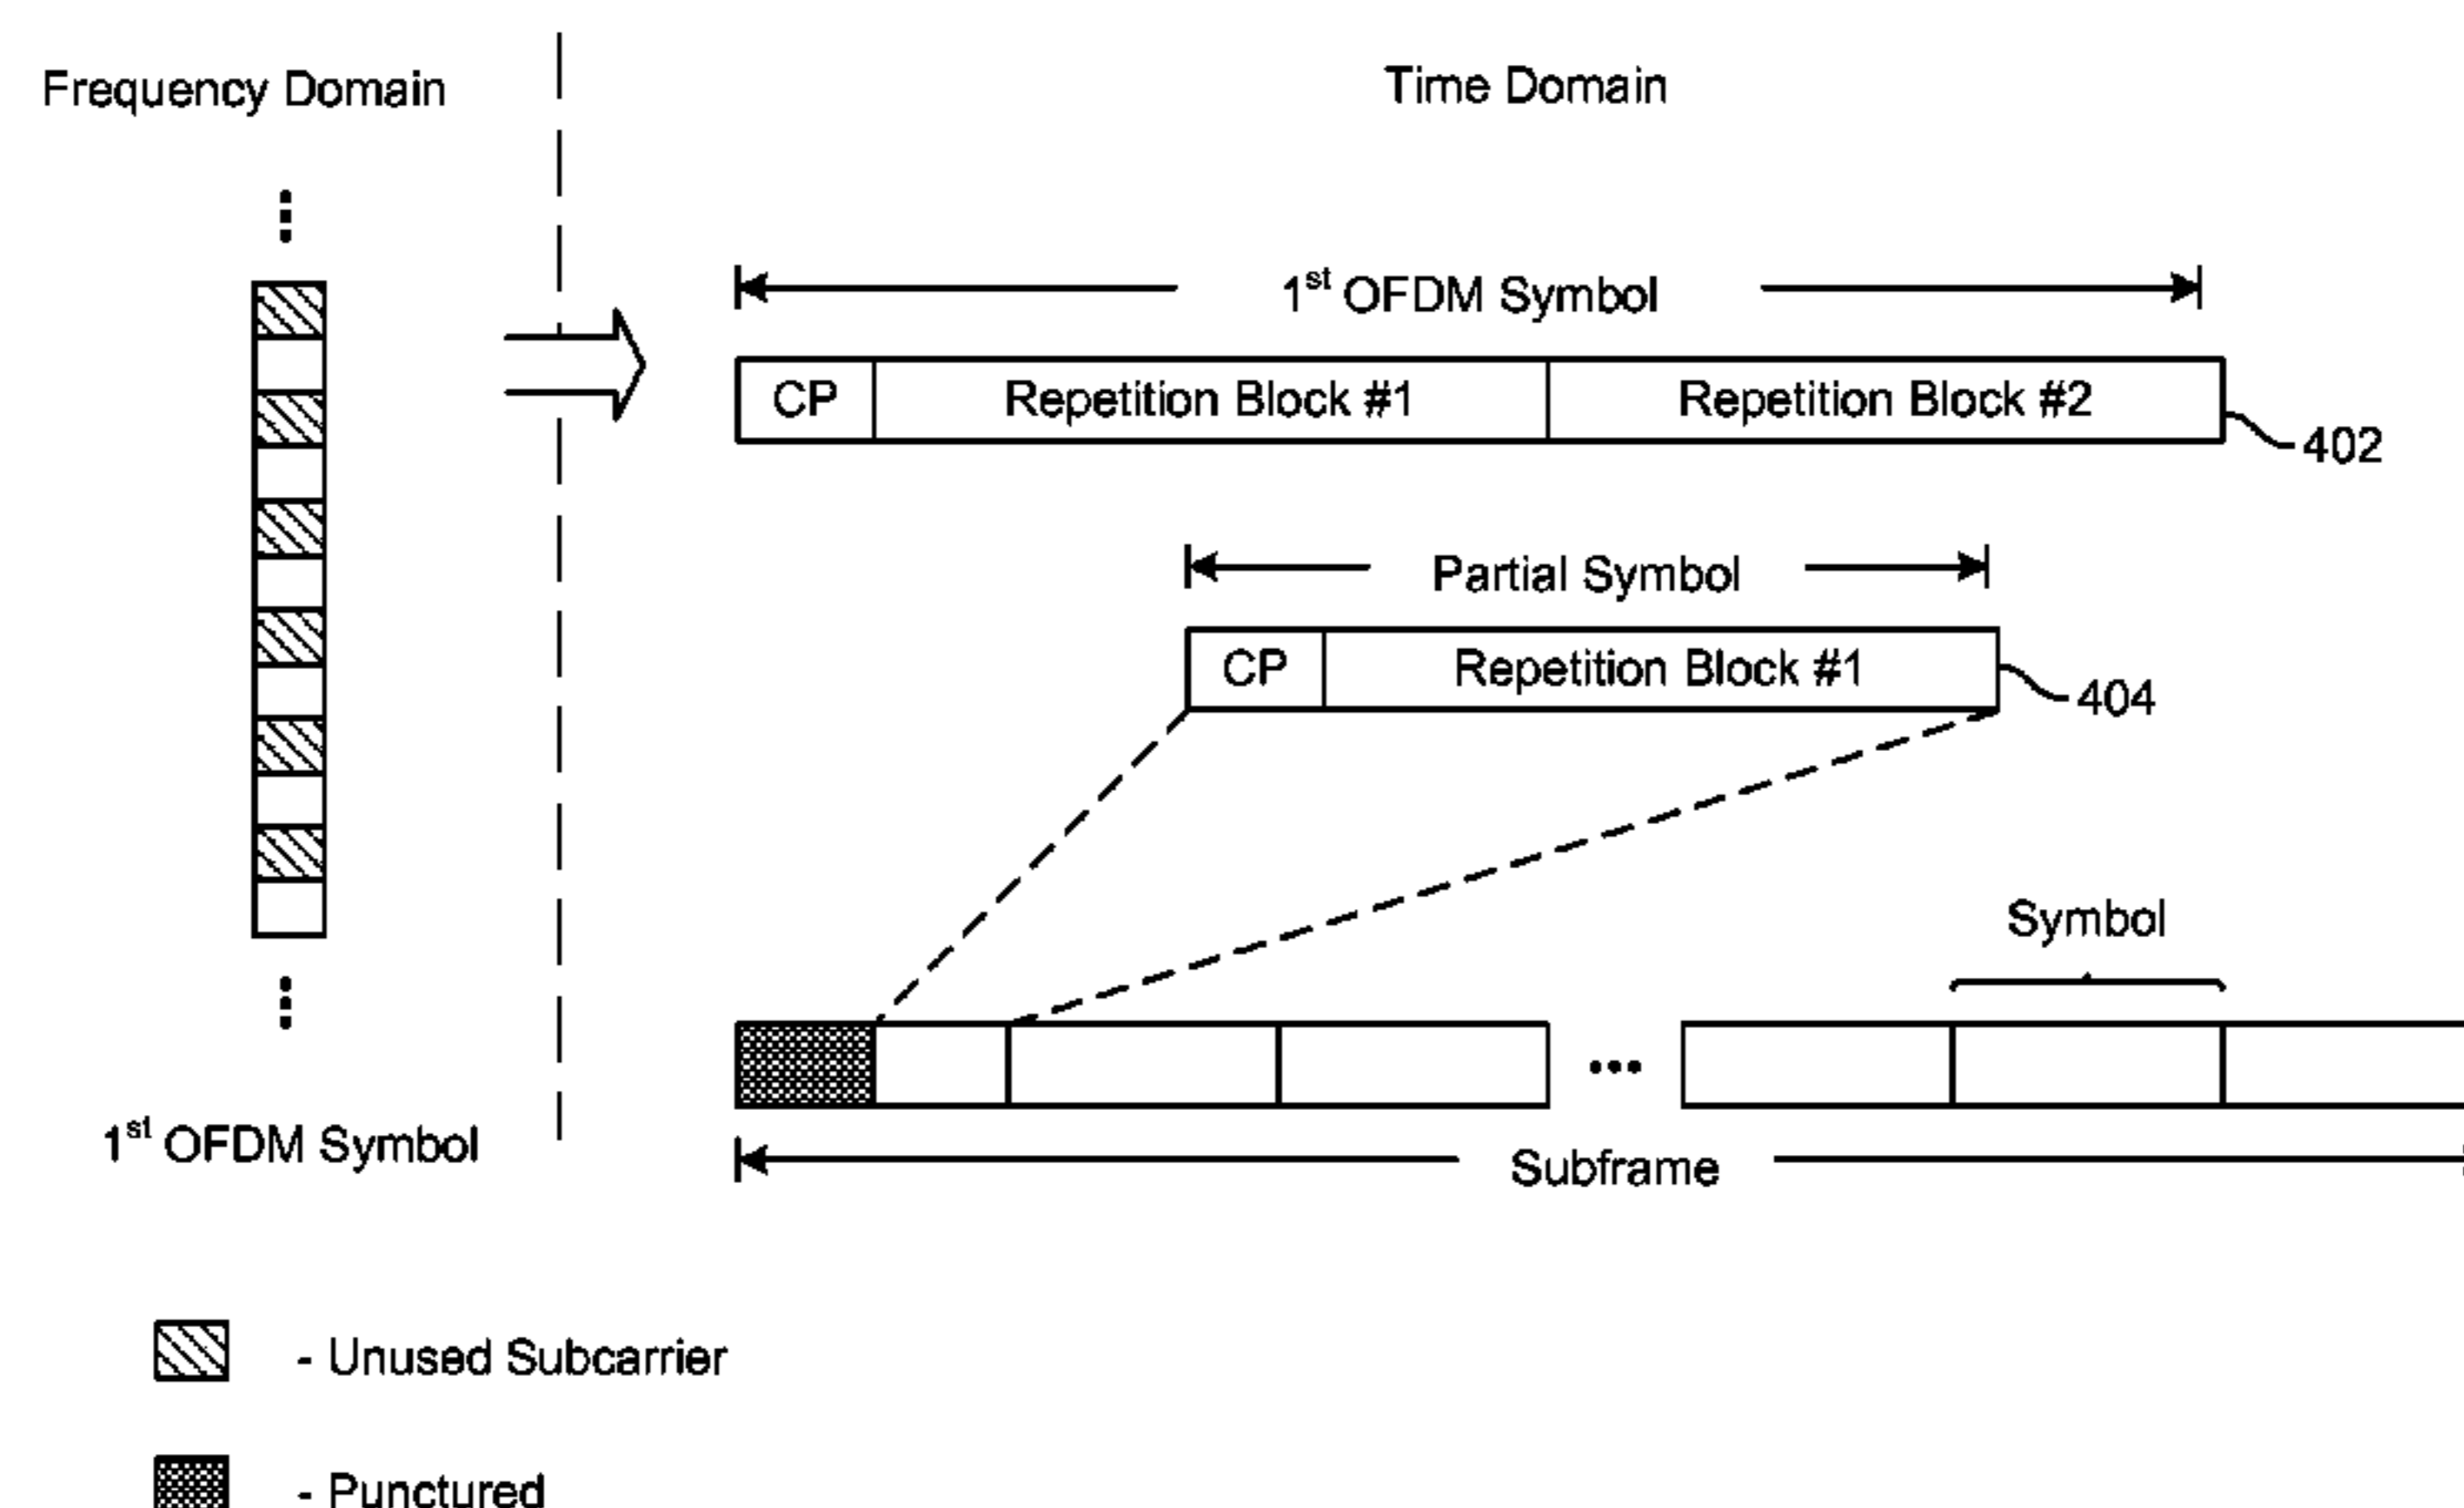 Frequency Domain
Time Domain
1st OFDM Symbol
CP Repetition Block #1 Repetition Block #2
402
Partial Symbol
CP Repetition Block #1
404
Symbol
...
1st OFDM Symbol
Subframe
- Unused Subcarrier
- Punctured